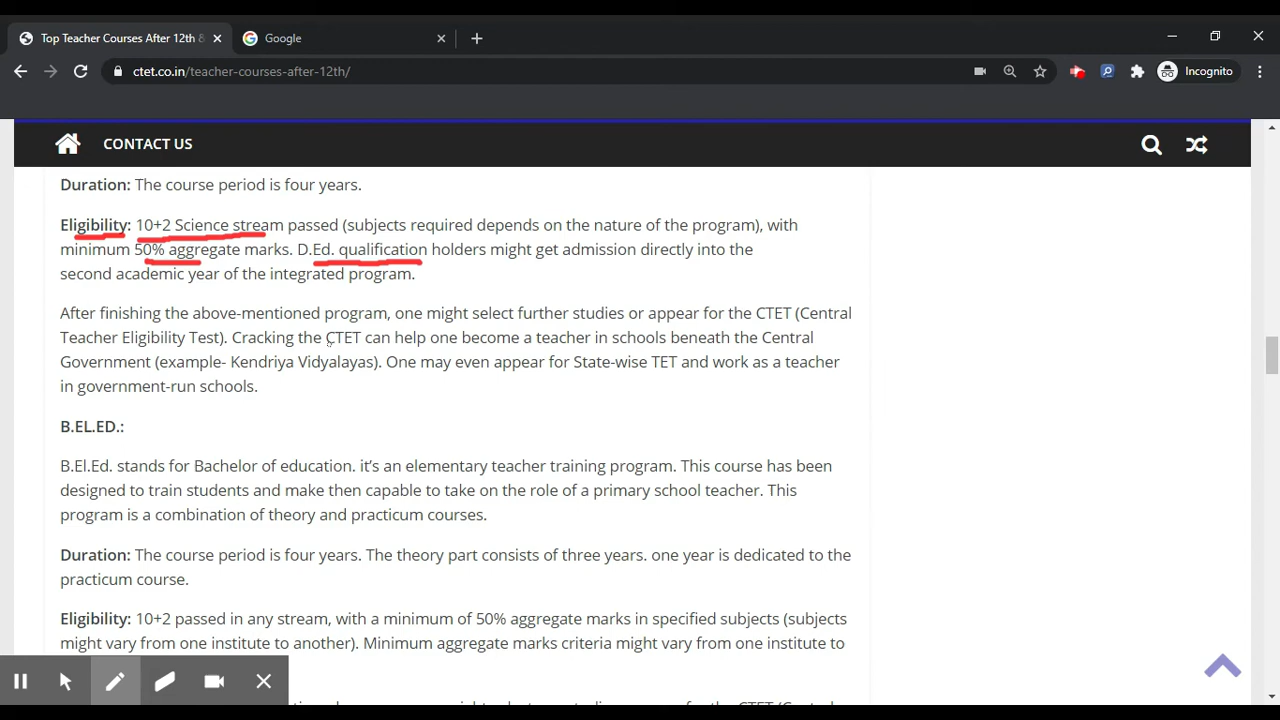 Top Teacher Courses After 12th &
Google
ctet.co.in/teacher-courses-after-12th/
Incognito
CONTACT US
Duration: The course period is four years.
Eligibility: 10+2 Science stream passed (subjects required depends on the nature of the program), with
minimum 50% aggregate marks. D.Ed. qualification holders might get admission directly into the
second academic year of the integrated program.
After finishing the above-mentioned program, one might select further studies or appear for the CTET (Central
Teacher Eligibility Test). Cracking the CTET can help one become a teacher in schools beneath the Central
Government (example- Kendriya Vidyalayas). One may even appear for State-wise TET and work as a teacher
in government-run schools.
B.EL.ED.:
B.El.Ed. stands for Bachelor of education. it's an elementary teacher training program. This course has been
designed to train students and make then capable to take on the role of a primary school teacher. This
program is a combination of theory and practicum courses.
Duration: The course period is four years. The theory part consists of three years. one year is dedicated to the
practicum course.
Eligibility: 10+2 passed in any stream, with a minimum of 50% aggregate marks in specified subjects (subjects
might vary from one institute to another). Minimum aggregate marks criteria might vary from one institute to